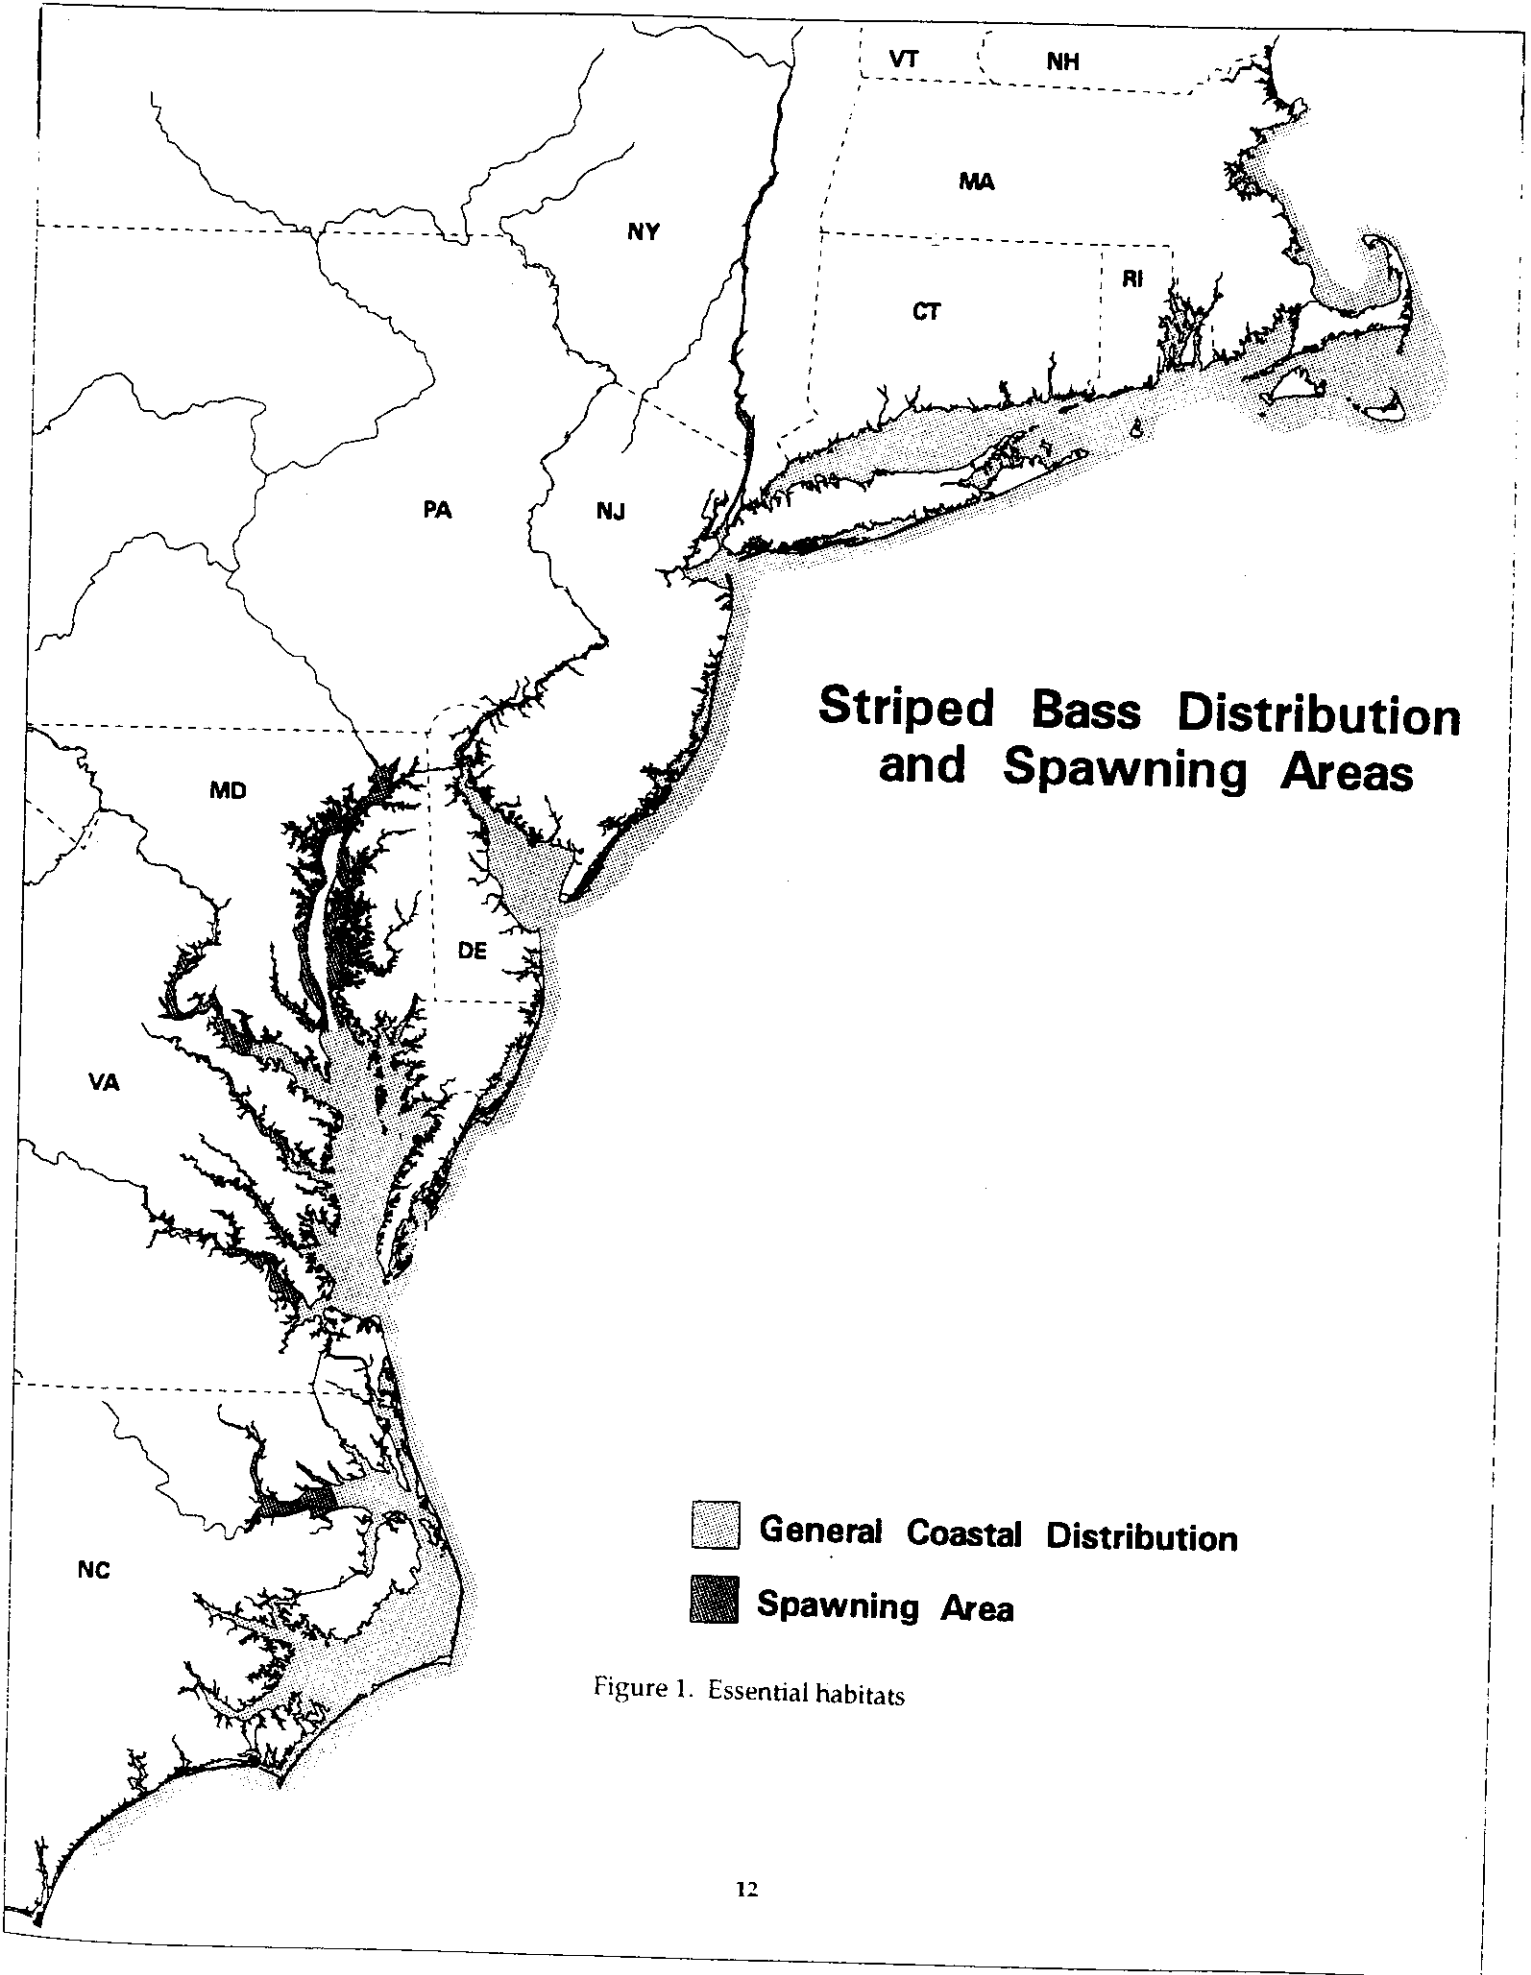 VT
NH
MA
NY
RI
CT
PA
NJ
Striped Bass Distribution
and Spawning Areas
MD
DE
VA
General Coastal Distribution
NC
Spawning Area
Figure 1. Essential habitats
12